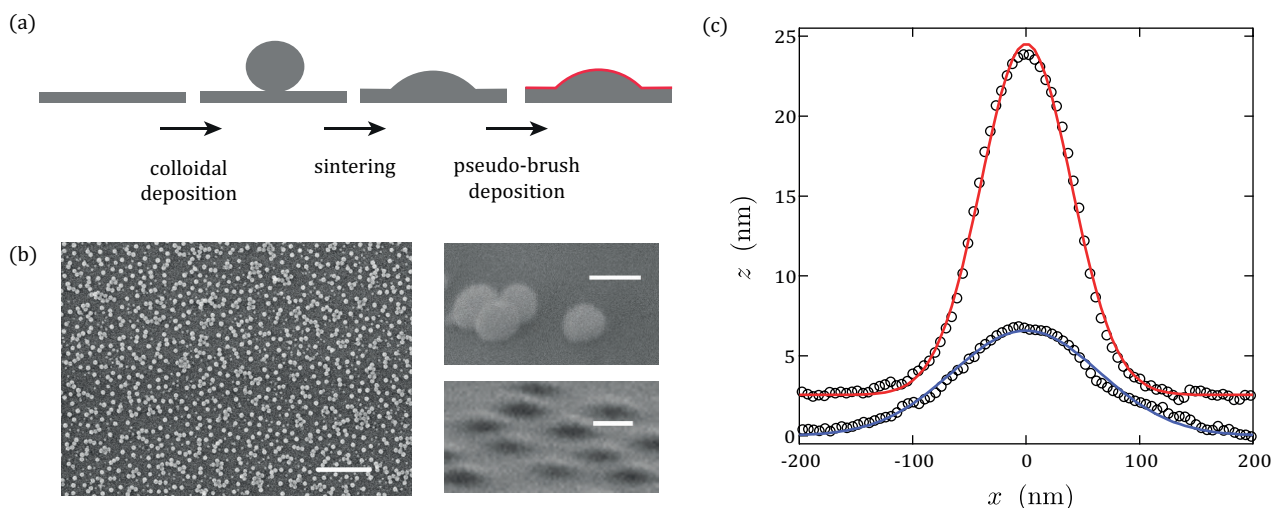 (a)
colloidal
deposition
sintering
pseudo-brush
deposition
(b)
(c)
25
20
15
10
5
0
z (nm)
-200
-100
0
100
200
x (nm)